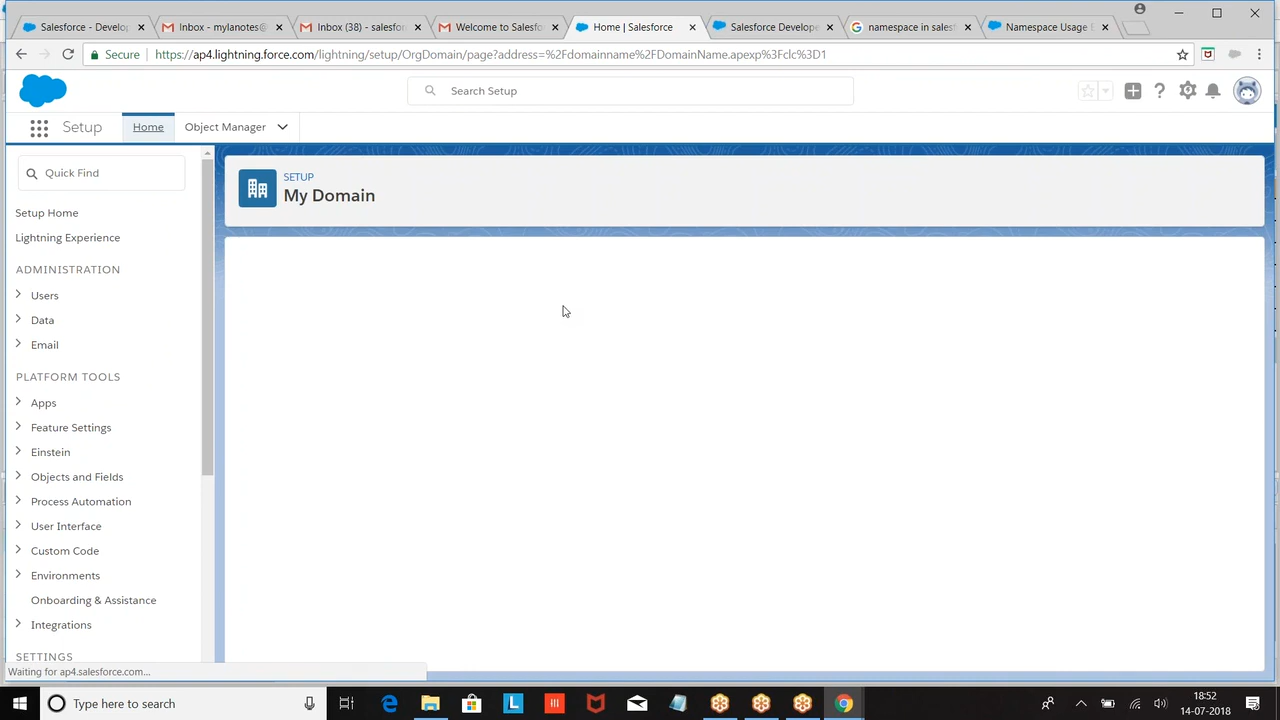 Salesforce - Develop
Inbox - mylanotes@
Inbox (38) - salesfor
Welcome to Salesfo
Home | Salesforce
Salesforce Develope
namespace in salesf
Namespace Usage E
Secure
https://ap4.lightning.force.com/lightning/setup/OrgDomain/page?address=%2Fdomainname%2FDomainName.apexp%3Fclc%3D1
Search Setup
Setup
Home
Object Manager
Quick Find
SETUP
My Domain
Setup Home
Lightning Experience
ADMINISTRATION
Users
Data
Email
PLATFORM TOOLS
Apps
Feature Settings
Einstein
Objects and Fields
Process Automation
User Interface
Custom Code
Environments
Onboarding & Assistance
Integrations
SETTINGS
Waiting for ap4.salesforce.com...
Type here to search
18:52
14-07-2018